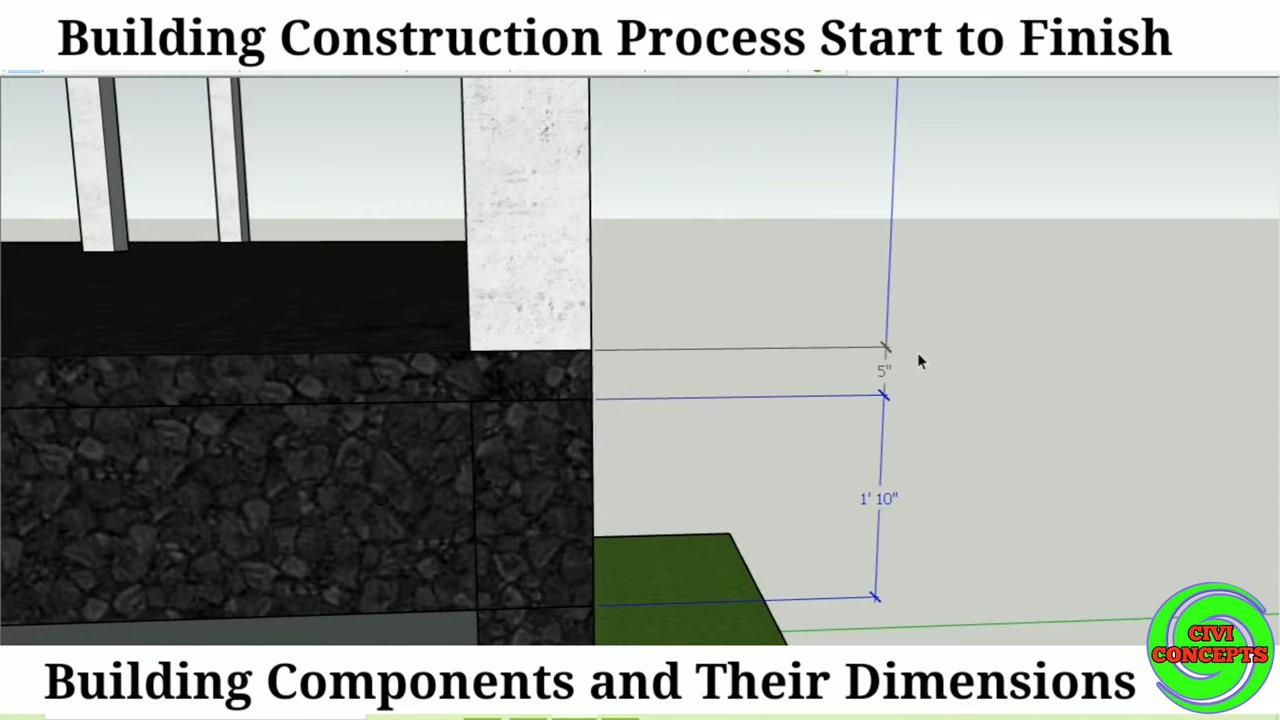 Building Construction Process Start to Finish
5"
1' 10"
CIVI
CONCEPTS
Building Components and Their Dimensions